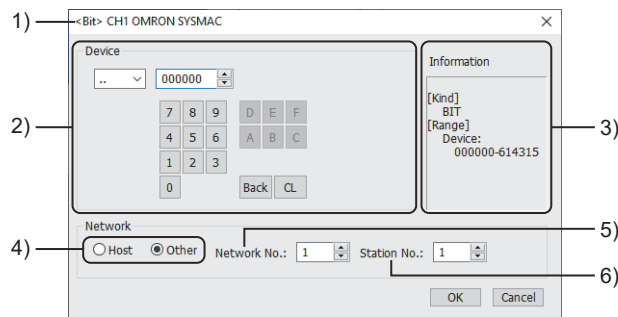 1)
<Bit> CH1 OMRON SYSMAC
Device
.. 000000
7 8 9 D E F
4 5 6 A B C
1 2 3
0 Back CL
2)
Information
[Kind]
BIT
[Range]
Device:
000000-614315
3)
Network
4)
Host Other Network No.: 1 Station No.: 1
5)
6)
OK Cancel